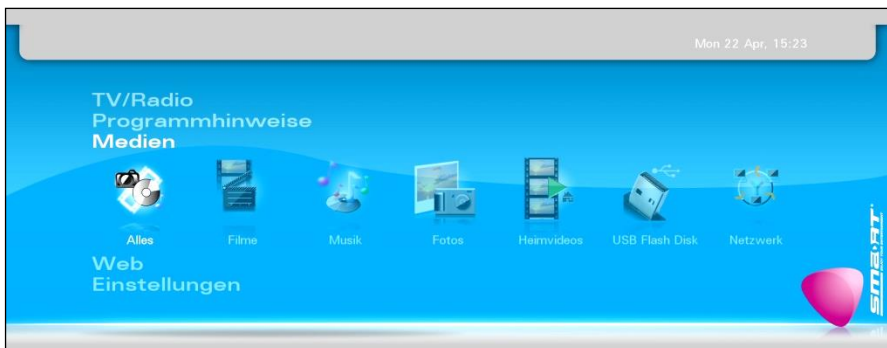 Mon 22 Apr, 15:23
TV/Radio
Programmhinweise
Medien
Alles Filme Musik Fotos Heimvideos USB Flash Disk Netzwerk
Web
Einstellungen
smart